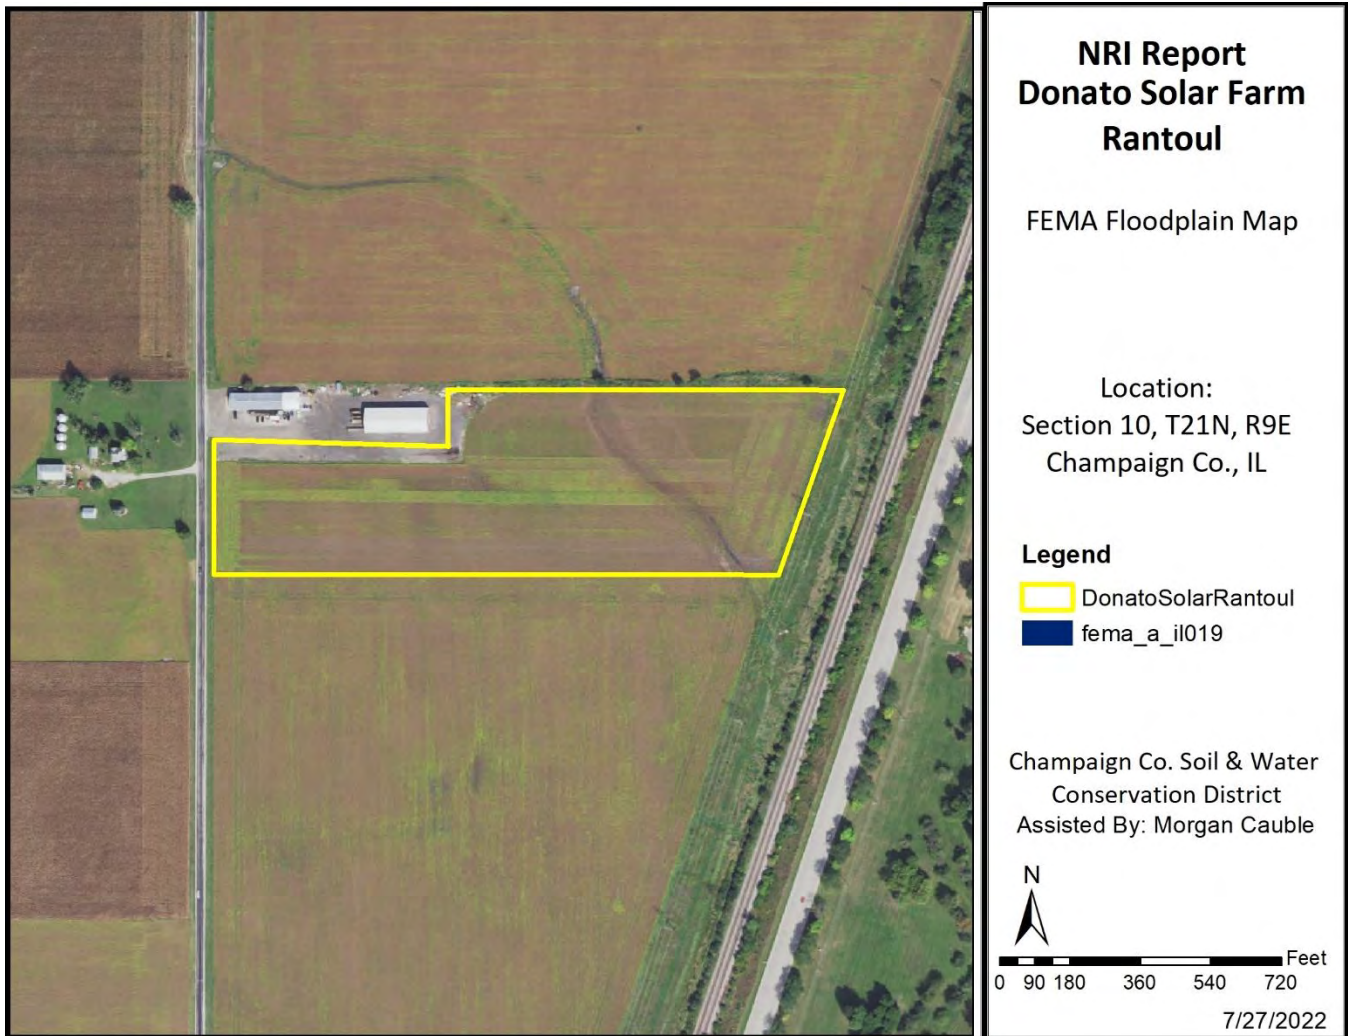 NRI Report
Donato Solar Farm
Rantoul
FEMA Floodplain Map
Location:
Section 10, T21N, R9E
Champaign Co., IL
Legend
DonatoSolarRantoul
fema_a_il019
Champaign Co. Soil & Water
Conservation District
Assisted By: Morgan Cauble
N
Feet
0 90 180 360 540 720
7/27/2022